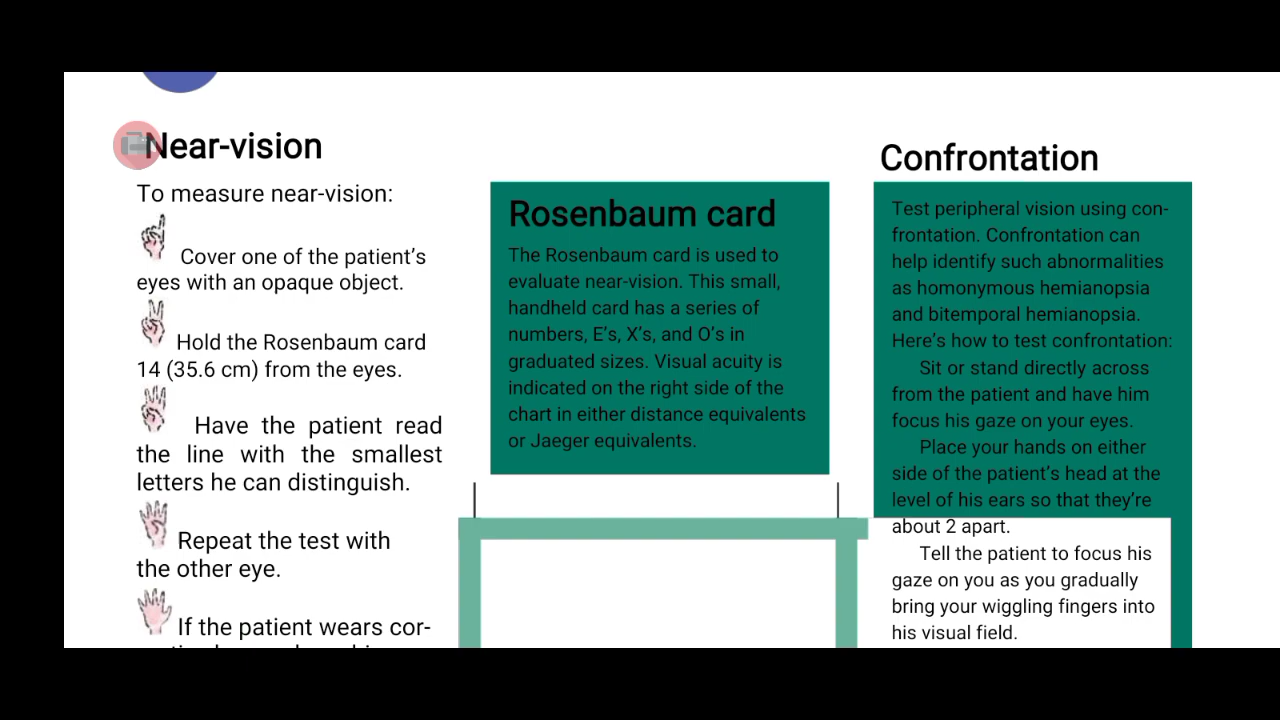 Near-vision
To measure near-vision:
Cover one of the patient's
eyes with an opaque object.
Hold the Rosenbaum card
14 (35.6 cm) from the eyes.
Have the patient read
the line with the smallest
letters he can distinguish.
Repeat the test with
the other eye.
If the patient wears cor-
Rosenbaum card
The Rosenbaum card is used to
evaluate near-vision. This small,
handheld card has a series of
numbers, E's, X's, and O's in
graduated sizes. Visual acuity is
indicated on the right side of the
chart in either distance equivalents
or Jaeger equivalents.
Confrontation
Test peripheral vision using con-
frontation. Confrontation can
help identify such abnormalities
as homonymous hemianopsia
and bitemporal hemianopsia.
Here's how to test confrontation:
Sit or stand directly across
from the patient and have him
focus his gaze on your eyes.
Place your hands on either
side of the patient's head at the
level of his ears so that they're
about 2 apart.
Tell the patient to focus his
gaze on you as you gradually
bring your wiggling fingers into
his visual field.